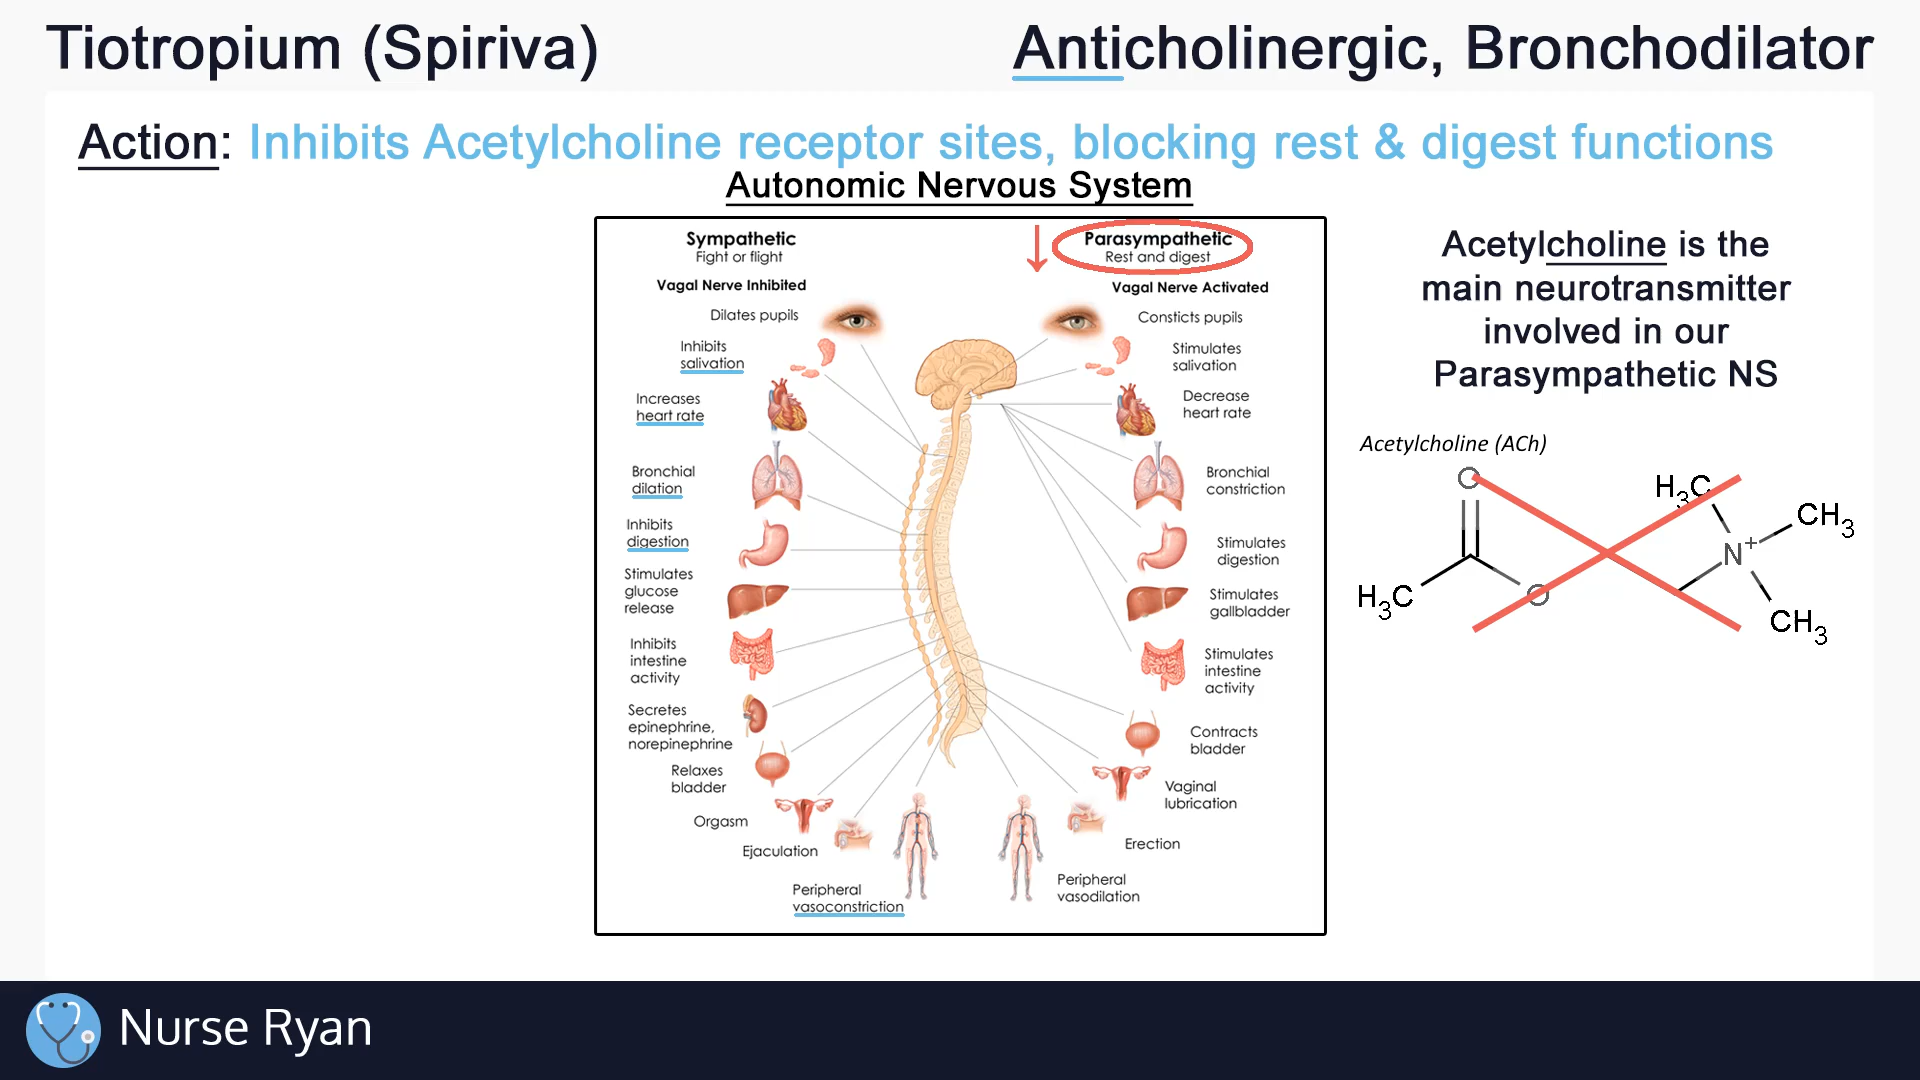 Tiotropium (Spiriva)
Anticholinergic, Bronchodilator
Action: Inhibits Acetylcholine receptor sites, blocking rest & digest functions
Autonomic Nervous System
Sympathetic
Fight or flight
Vagal Nerve Inhibited
Dilates pupils
Inhibits
salivation
Increases
heart rate
Bronchial
dilation
Inhibits
digestion
Stimulates
glucose
release
Inhibits
intestine
activity
Secretes
epinephrine,
norepinephrine
Relaxes
bladder
Orgasm
Ejaculation
Peripheral
vasoconstriction
Parasympathetic
Rest and digest
Vagal Nerve Activated
Consticts pupils
Stimulates
salivation
Decrease
heart rate
Bronchial
constriction
Stimulates
digestion
Stimulates
gallbladder
Stimulates
intestine
activity
Contracts
bladder
Vaginal
lubrication
Erection
Peripheral
vasodilation
Acetylcholine is the
main neurotransmitter
involved in our
Parasympathetic NS
Acetylcholine (ACh)
O
H3C
CH3
N+
H3C
O
CH3
Nurse Ryan